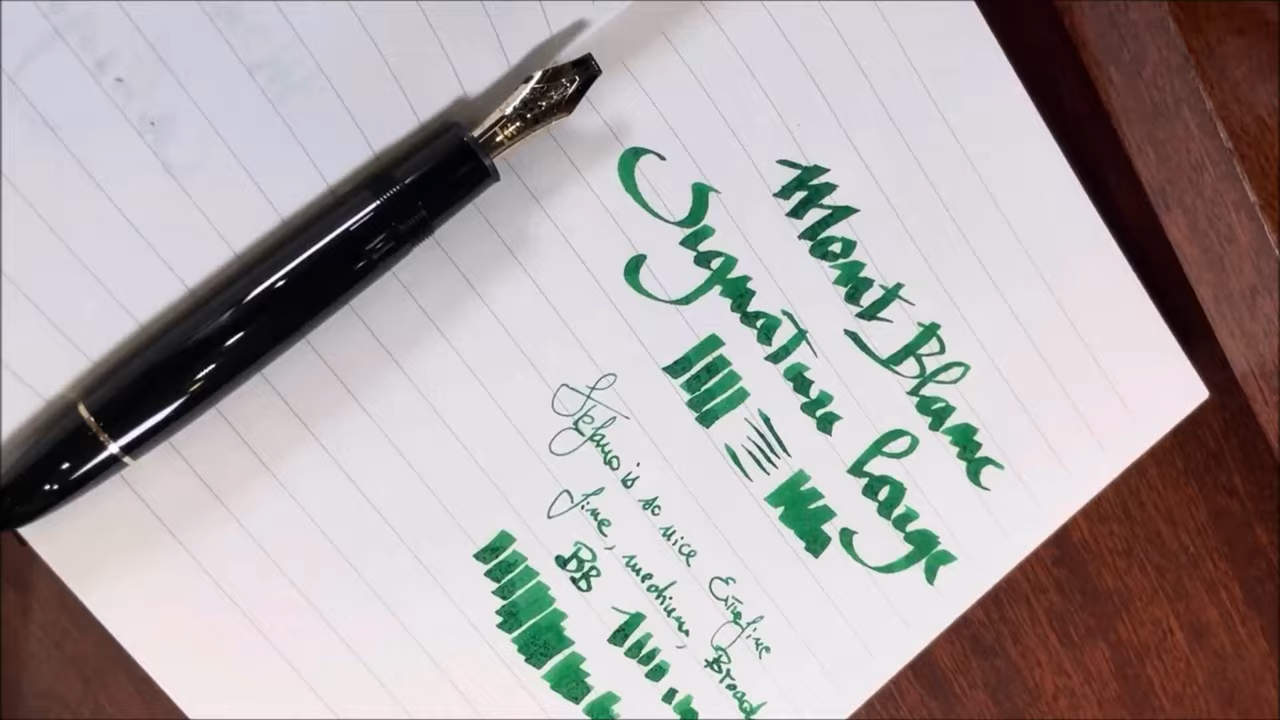 Mont Blanc
Signature large
Stefano is so nice Extrafine
fine, medium, Broad
BB